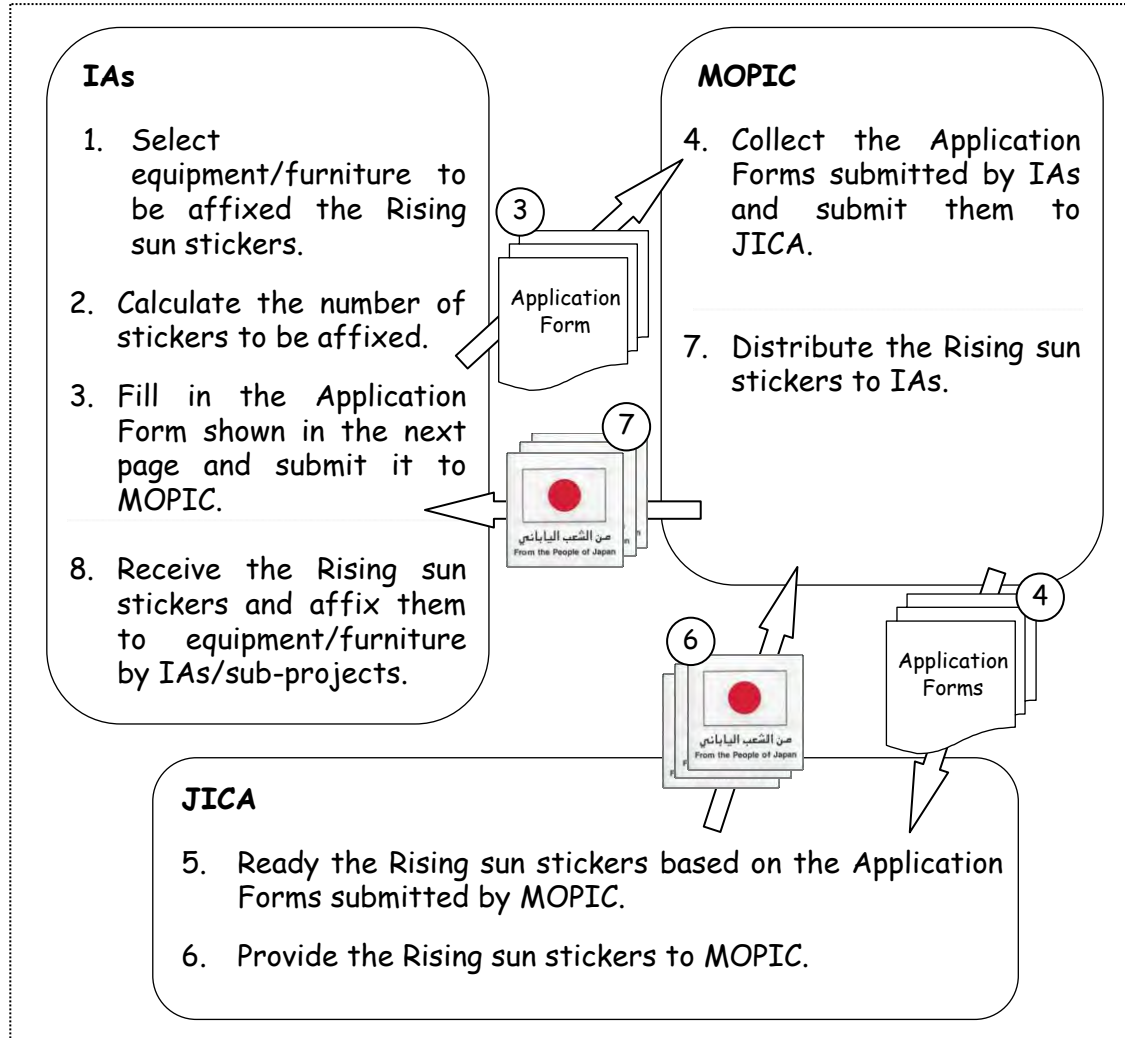 IAs
1. Select
equipment/furniture to
be affixed the Rising
sun stickers.
2. Calculate the number of
stickers to be affixed.
3. Fill in the Application
Form shown in the next
page and submit it to
MOPIC.
8. Receive the Rising sun
stickers and affix them
to equipment/furniture
by IAs/sub-projects.
3
Application
Form
7
من الشعب الياباني
From the People of Japan
MOPIC
4. Collect the Application
Forms submitted by IAs
and submit them to
JICA.
7. Distribute the Rising sun
stickers to IAs.
6
من الشعب الياباني
From the People of Japan
4
Application
Forms
JICA
5. Ready the Rising sun stickers based on the Application
Forms submitted by MOPIC.
6. Provide the Rising sun stickers to MOPIC.